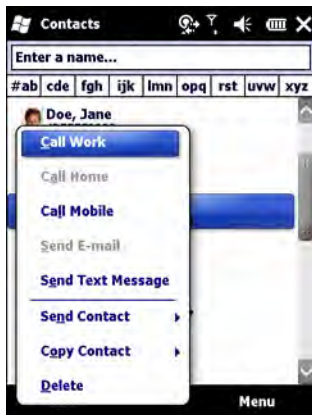 Contacts
Enter a name...
#ab cde fgh ijk lmn opq rst uvw xyz
Doe, Jane
Call Work
Call Home
Call Mobile
Send E-mail
Send Text Message
Send Contact
Copy Contact
Delete
Menu